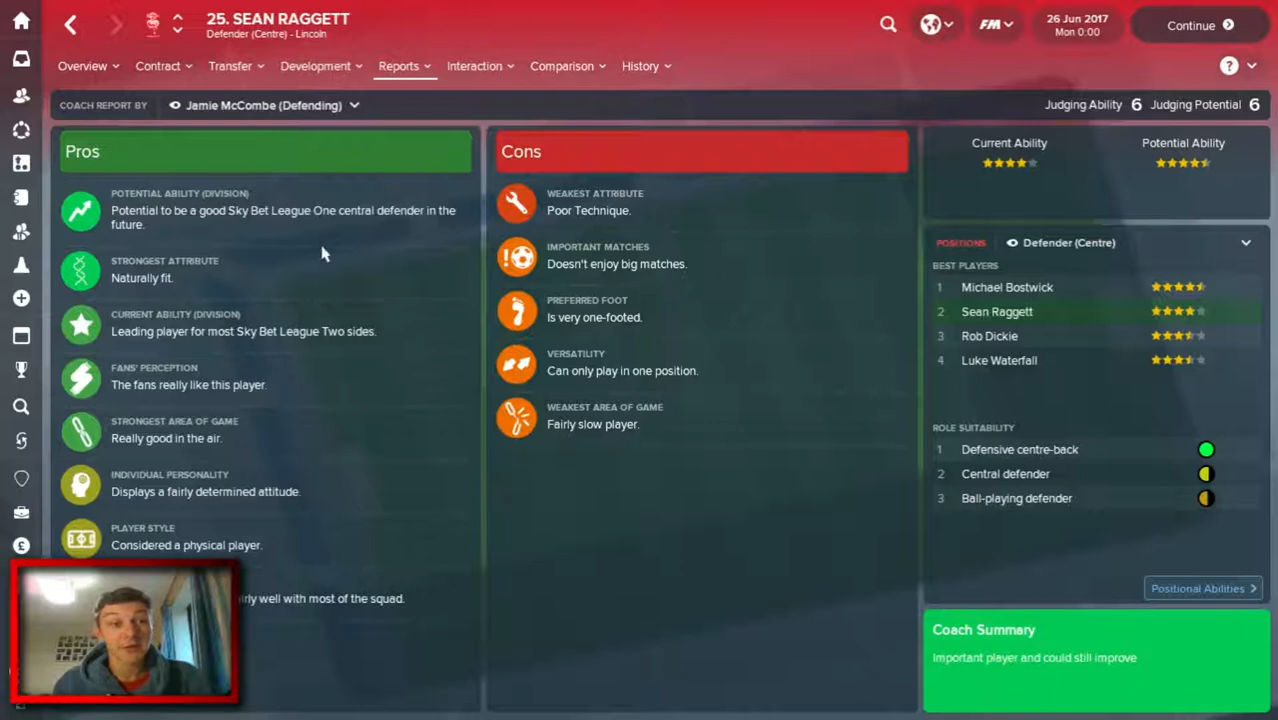 25. SEAN RAGGETT
Defender (Centre) - Lincoln
FM
26 Jun 2017
Mon 0:00
Continue
Overview
Contract
Transfer
Development
Reports
Interaction
Comparison
History
?
COACH REPORT BY
Jamie McCombe (Defending)
Judging Ability 6 Judging Potential 6
Pros
POTENTIAL ABILITY (DIVISION)
Potential to be a good Sky Bet League One central defender in the
future.
STRONGEST ATTRIBUTE
Naturally fit.
CURRENT ABILITY (DIVISION)
Leading player for most Sky Bet League Two sides.
FANS' PERCEPTION
The fans really like this player.
STRONGEST AREA OF GAME
Really good in the air.
INDIVIDUAL PERSONALITY
Displays a fairly determined attitude.
PLAYER STYLE
Considered a physical player.
well with most of the squad.
Cons
WEAKEST ATTRIBUTE
Poor Technique.
IMPORTANT MATCHES
Doesn't enjoy big matches.
PREFERRED FOOT
Is very one-footed.
VERSATILITY
Can only play in one position.
WEAKEST AREA OF GAME
Fairly slow player.
Current Ability
Potential Ability
POSITIONS
Defender (Centre)
BEST PLAYERS
1 Michael Bostwick
2 Sean Raggett
3 Rob Dickie
4 Luke Waterfall
ROLE SUITABILITY
1 Defensive centre-back
2 Central defender
3 Ball-playing defender
Positional Abilities
Coach Summary
Important player and could still improve